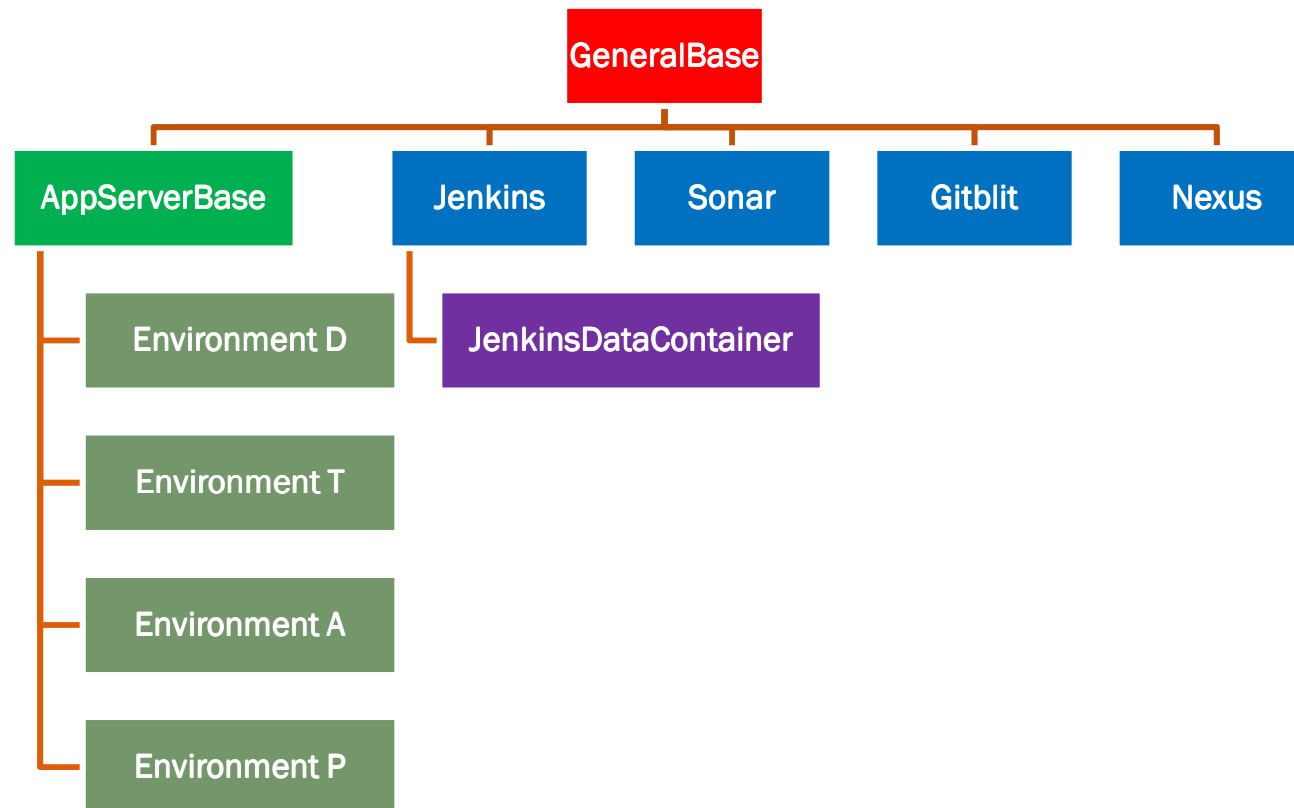 GeneralBase
AppServerBase
Jenkins
Sonar
Gitblit
Nexus
Environment D
JenkinsDataContainer
Environment T
Environment A
Environment P